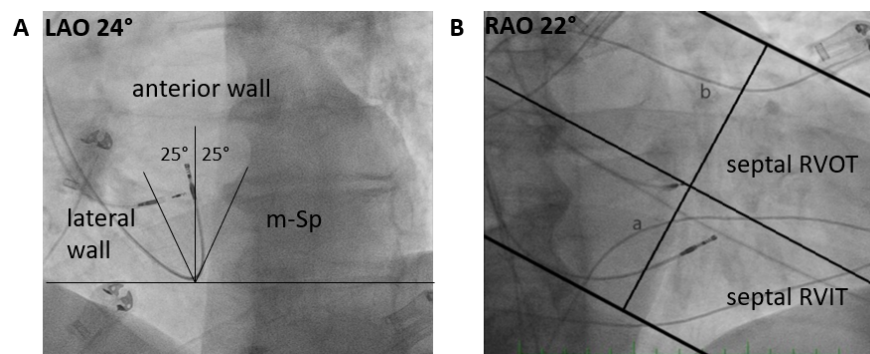 A LAO 24°
anterior wall
25° 25°
lateral
wall
m-Sp
B RAO 22°
b
septal RVOT
a
septal RVIT